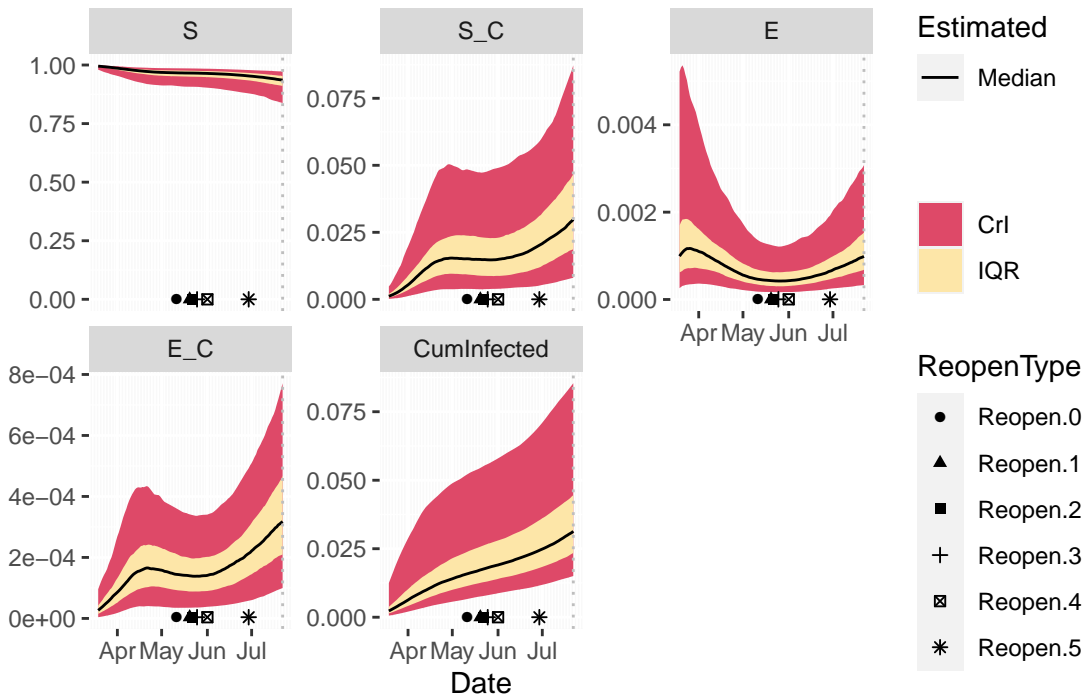 S
S_C
E
1.00
0.75
0.50
0.25
0.00
0.075
0.050
0.025
0.000
0.004
0.002
0.000
Apr May Jun Jul
E_C
CumInfected
8e−04
6e−04
4e−04
2e−04
0e+00
Apr May Jun Jul
0.075
0.050
0.025
0.000
Apr May Jun Jul
Date
Estimated
Median
CrI
IQR
ReopenType
Reopen.0
Reopen.1
Reopen.2
Reopen.3
Reopen.4
Reopen.5